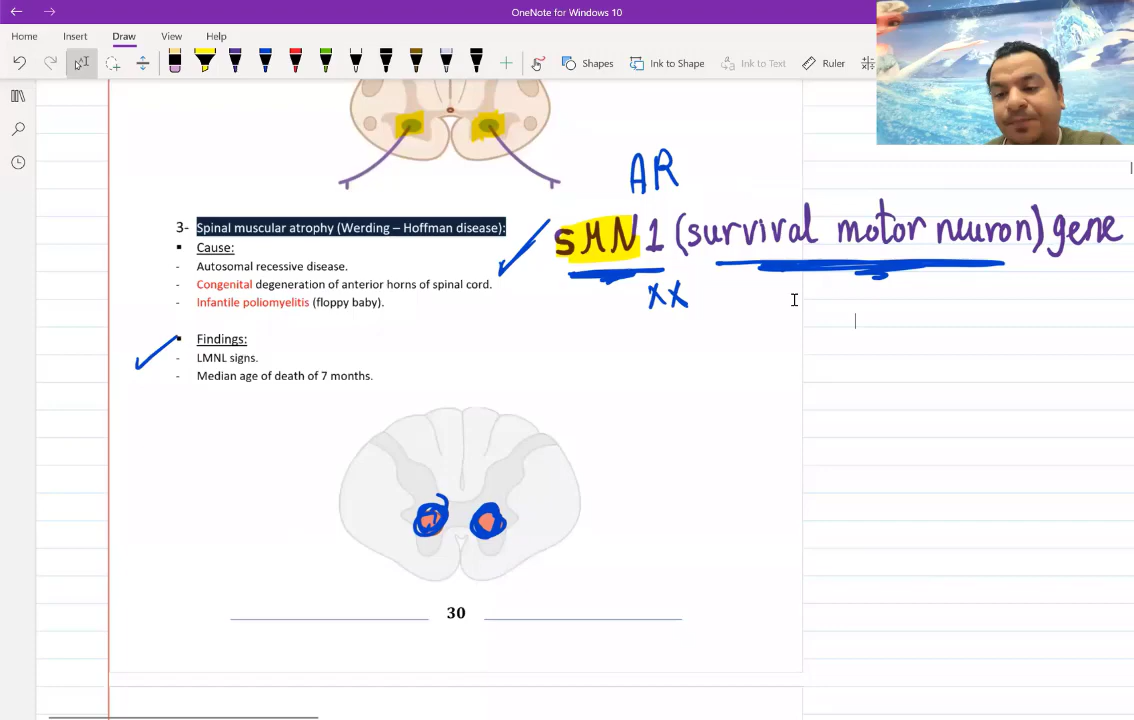 OneNote for Windows 10
Home Insert Draw View Help
Shapes Ink to Shape Ink to Text Ruler
AR
3- Spinal muscular atrophy (Werding – Hoffman disease):
SMN 1 (survival motor neuron) gene
▪ Cause:
- Autosomal recessive disease.
- Congenital degeneration of anterior horns of spinal cord.
xx
- Infantile poliomyelitis (floppy baby).
▪ Findings:
- LMNL signs.
- Median age of death of 7 months.
30